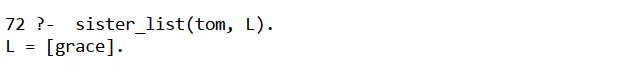 72 ?-  sister_list(tom, L).
L = [grace].